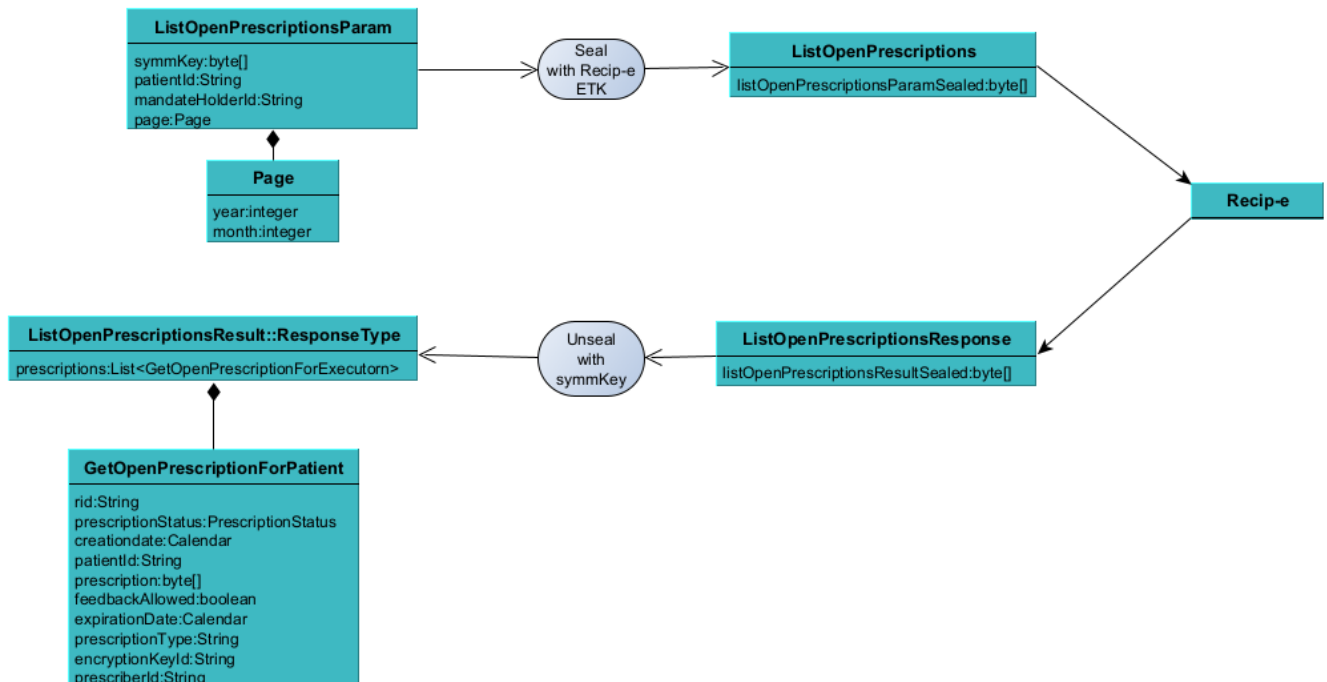 ListOpenPrescriptionsParam
symmKey:byte[]
patientId:String
mandateHolderId:String
page:Page
Seal
with Recip-e
ETK
ListOpenPrescriptions
listOpenPrescriptionsParamSealed:byte[]
Page
year:integer
month:integer
Recip-e
ListOpenPrescriptionsResult::ResponseType
prescriptions:List<GetOpenPrescriptionForExecutorn>
Unseal
with
symmKey
ListOpenPrescriptionsResponse
listOpenPrescriptionsResultSealed:byte[]
GetOpenPrescriptionForPatient
rid:String
prescriptionStatus:PrescriptionStatus
creationdate:Calendar
patientId:String
prescription:byte[]
feedbackAllowed:boolean
expirationDate:Calendar
prescriptionType:String
encryptionKeyId:String
prescriberId:String